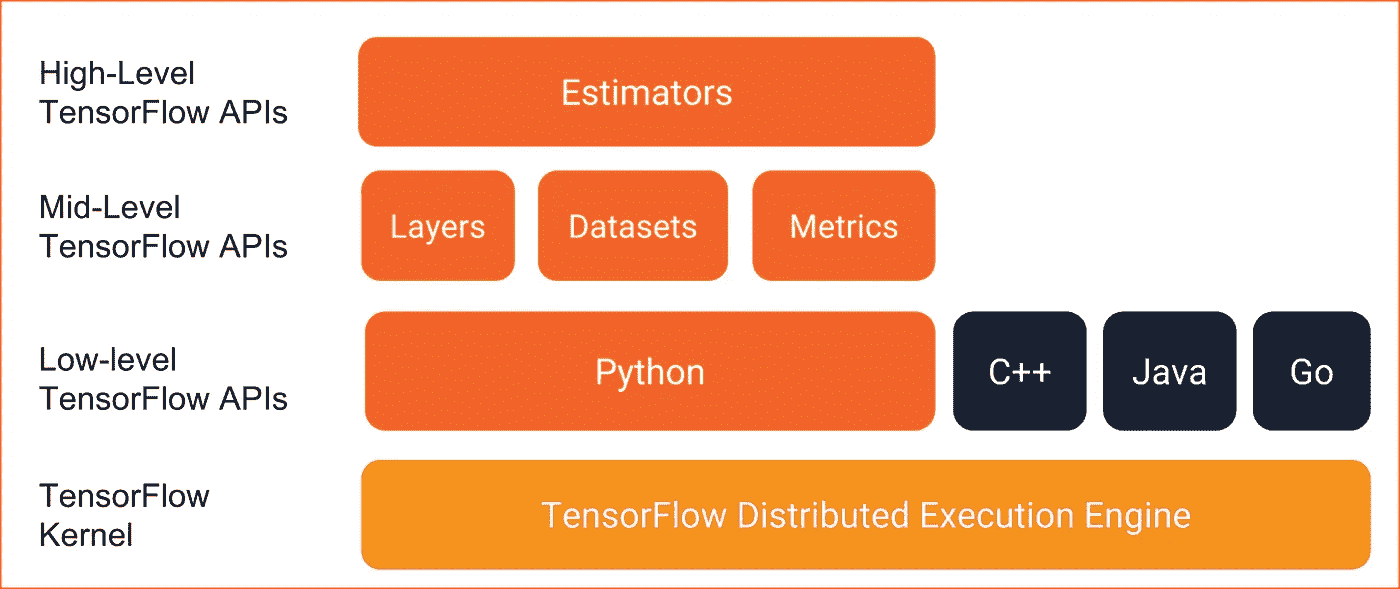 High-Level
TensorFlow APIs
Estimators
Mid-Level
TensorFlow APIs
Layers
Datasets
Metrics
Low-level
TensorFlow APIs
Python
C++
Java
Go
TensorFlow
Kernel
TensorFlow Distributed Execution Engine